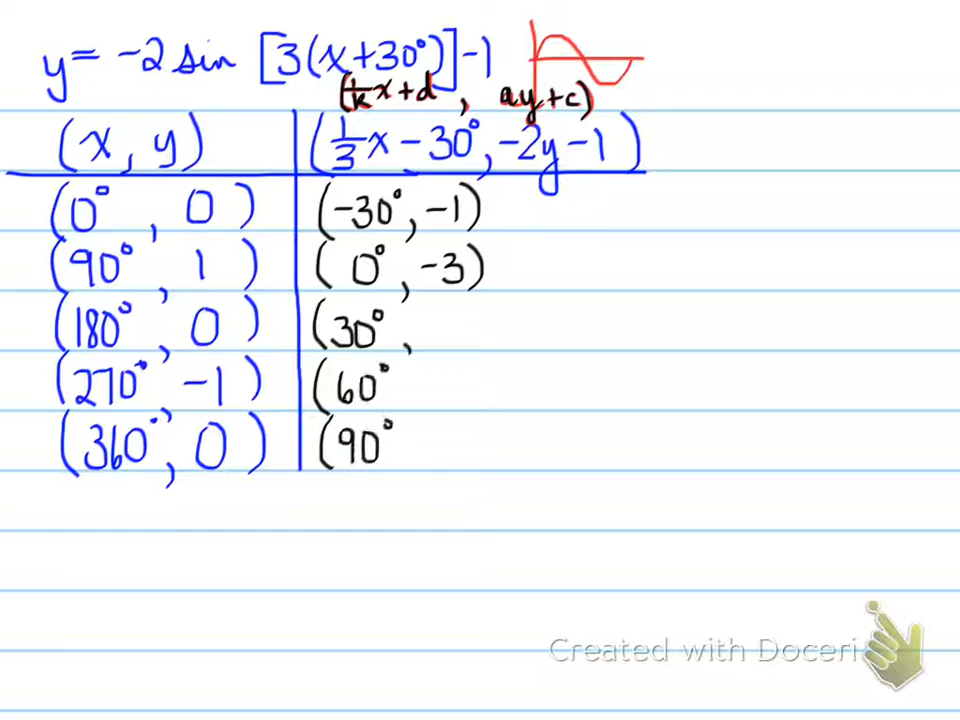 y = -2 sin [3(x+30°)] -1
(1/k x + d , ay + c)
(x , y) (1/3 x - 30°, -2y - 1)
(0° , 0) (-30°, -1)
(90° , 1) (0° , -3)
(180° , 0) (30° ,
(270° , -1) (60°
(360° , 0) (90°
Created with Doceri